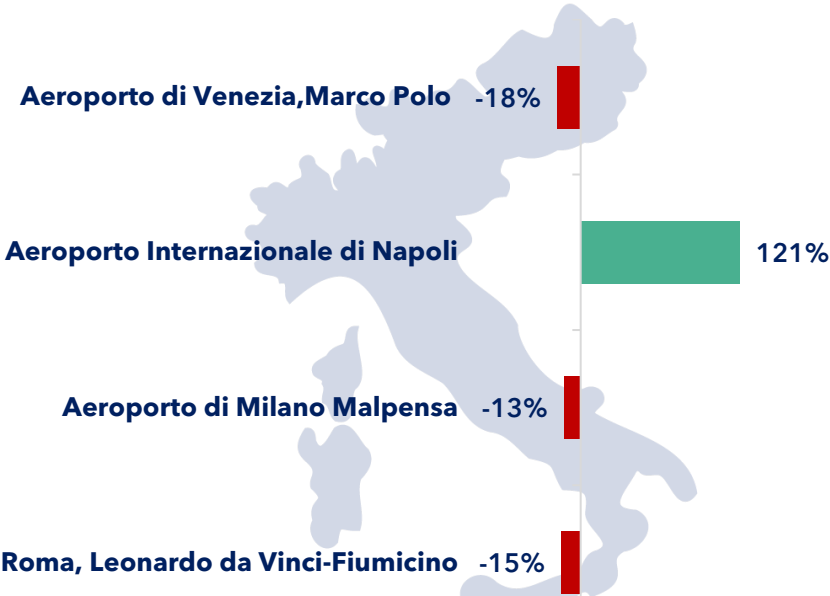 Aeroporto di Venezia,Marco Polo -18%
Aeroporto Internazionale di Napoli 121%
Aeroporto di Milano Malpensa -13%
Roma, Leonardo da Vinci-Fiumicino -15%